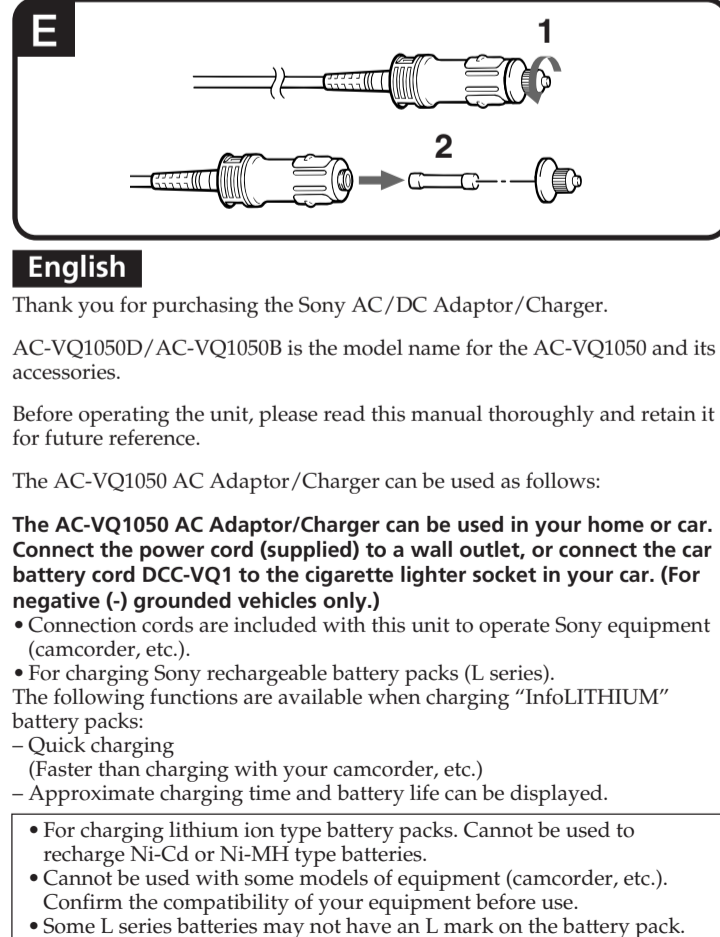 E
1
2
English
Thank you for purchasing the Sony AC/DC Adaptor/Charger.
AC-VQ1050D/AC-VQ1050B is the model name for the AC-VQ1050 and its
accessories.
Before operating the unit, please read this manual thoroughly and retain it
for future reference.
The AC-VQ1050 AC Adaptor/Charger can be used as follows:
The AC-VQ1050 AC Adaptor/Charger can be used in your home or car.
Connect the power cord (supplied) to a wall outlet, or connect the car
battery cord DCC-VQ1 to the cigarette lighter socket in your car. (For
negative (-) grounded vehicles only.)
• Connection cords are included with this unit to operate Sony equipment
(camcorder, etc.).
• For charging Sony rechargeable battery packs (L series).
The following functions are available when charging “InfoLITHIUM”
battery packs:
– Quick charging
(Faster than charging with your camcorder, etc.)
– Approximate charging time and battery life can be displayed.
• For charging lithium ion type battery packs. Cannot be used to
recharge Ni-Cd or Ni-MH type batteries.
• Cannot be used with some models of equipment (camcorder, etc.).
Confirm the compatibility of your equipment before use.
• Some L series batteries may not have an L mark on the battery pack.